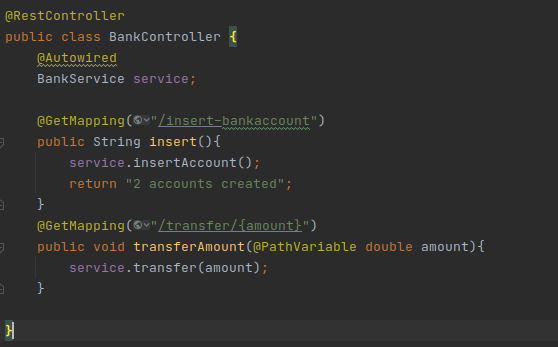 @RestController
public class BankController {
@Autowired
BankService service;
@GetMapping("/insert-bankaccount")
public String insert(){
service.insertAccount();
return "2 accounts created";
}
@GetMapping("/transfer/{amount}")
public void transferAmount(@PathVariable double amount){
service.transfer(amount);
}
}